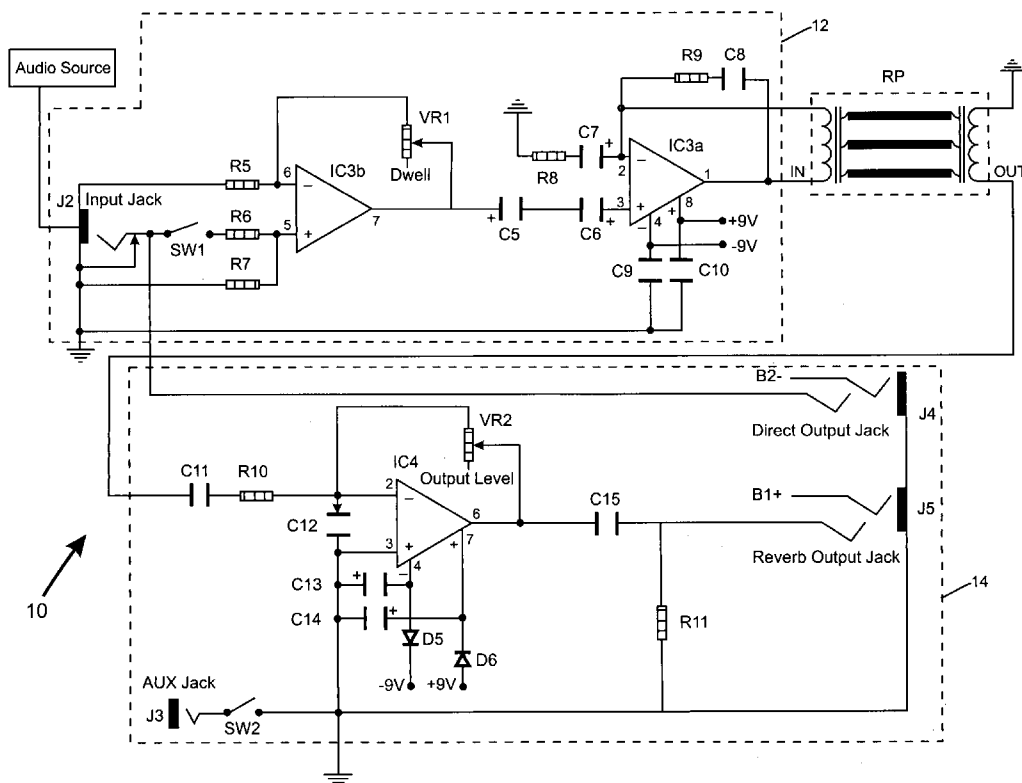 12
Audio Source
R9
C8
RP
VR1
C7
IC3a
R5
IC3b
R8
Dwell
6
−
2
−
1
IN
OUT
J2
Input Jack
R6
7
3
+
8
+
5
+
C5
C6
+
+
+
−
4
+9V
SW1
R7
-9V
C9
C10
B2-
J4
Direct Output Jack
VR2
IC4
C11
R10
Output Level
2
−
C15
B1+
J5
6
C12
7
3
+
+
Reverb Output Jack
4
−
C13
+
14
C14
+
10
D5
R11
D6
AUX Jack
-9V
+9V
J3
SW2